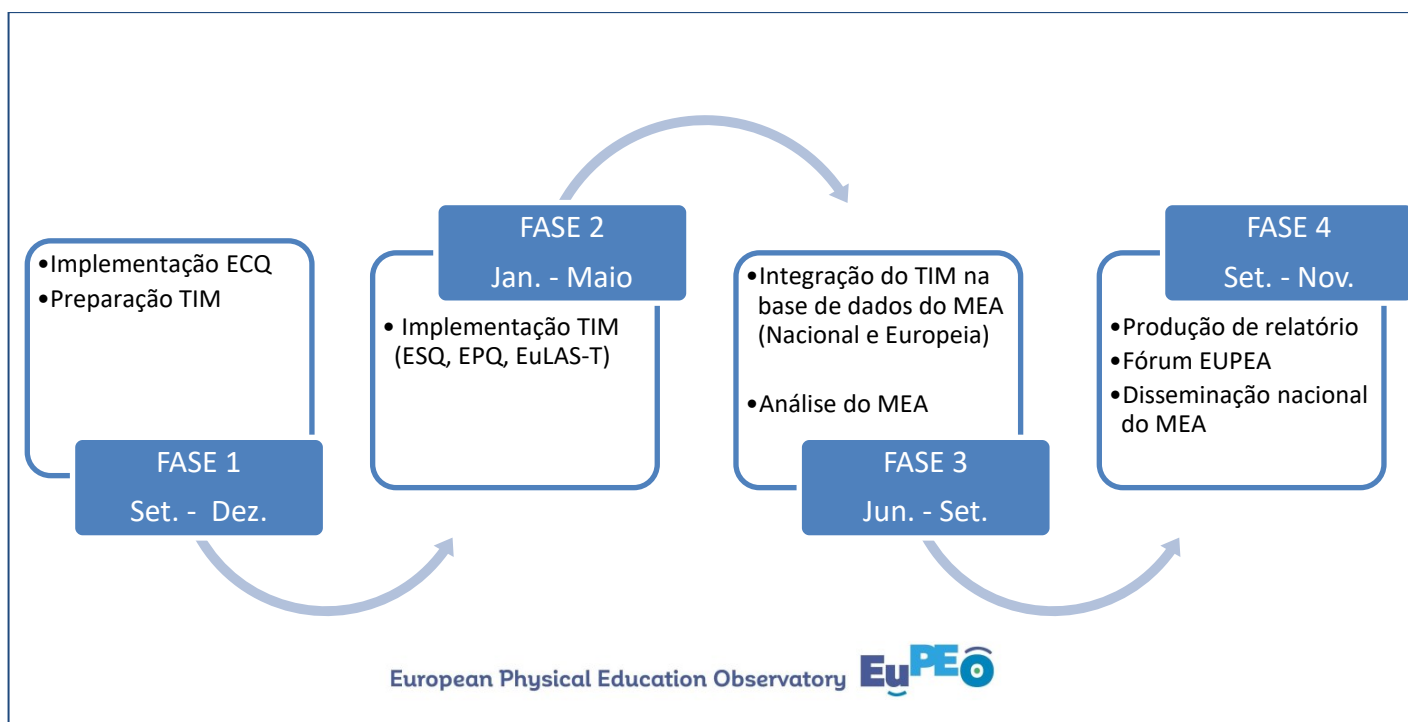 •Implementação ECQ
•Preparação TIM
FASE 1
Set. - Dez.
FASE 2
Jan. - Maio
• Implementação TIM
(ESQ, EPQ, EuLAS-T)
•Integração do TIM na
base de dados do MEA
(Nacional e Europeia)
•Análise do MEA
FASE 3
Jun. - Set.
FASE 4
Set. - Nov.
•Produção de relatório
•Fórum EUPEA
•Disseminação nacional
do MEA
European Physical Education Observatory EuPEO